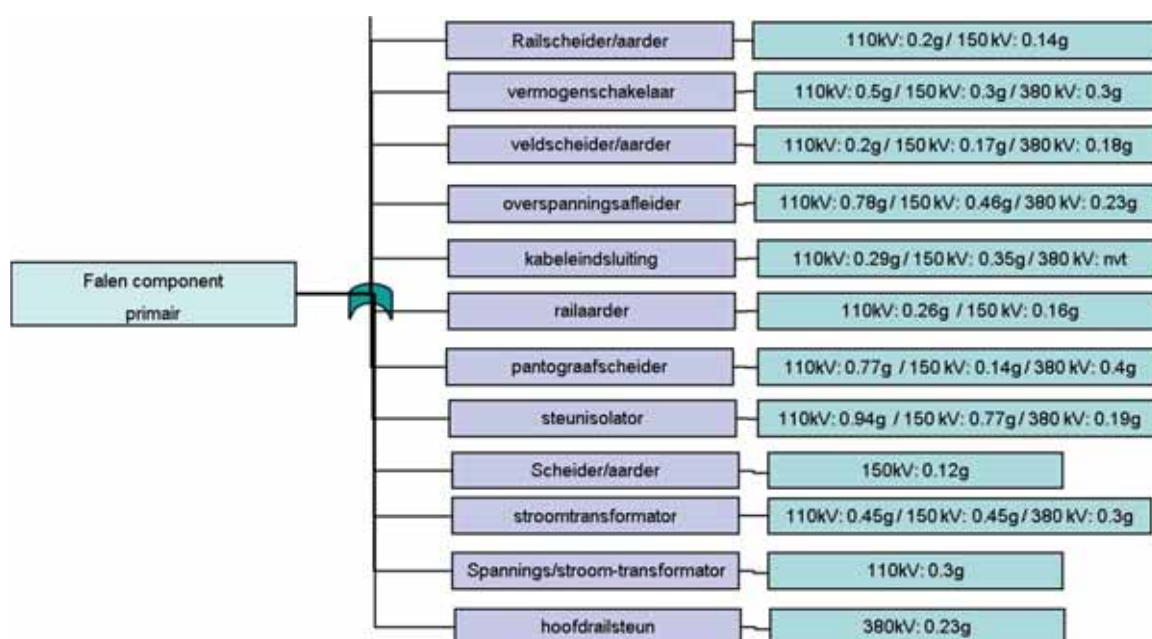 Railscheider/aarder
110kV: 0.2g / 150 kV: 0.14g
vermogenschakelaar
110kV: 0.5g / 150 kV: 0.3g / 380 kV: 0.3g
veldscheider/aarder
110kV: 0.2g / 150 kV: 0.17g / 380 kV: 0.18g
overspanningsafleider
110kV: 0.78g / 150 kV: 0.46g / 380 kV: 0.23g
kabeleindsluiting
110kV: 0.29g / 150 kV: 0.35g / 380 kV: nvt
Falen component
primair
railaarder
110kV: 0.26g / 150 kV: 0.16g
pantograafscheider
110kV: 0.77g / 150 kV: 0.14g / 380 kV: 0.4g
steunisolator
110kV: 0.94g / 150 kV: 0.77g / 380 kV: 0.19g
Scheider/aarder
150kV: 0.12g
stroomtransformator
110kV: 0.45g / 150 kV: 0.45g / 380 kV: 0.3g
Spannings/stroom-transformator
110kV: 0.3g
hoofdrailsteun
380kV: 0.23g